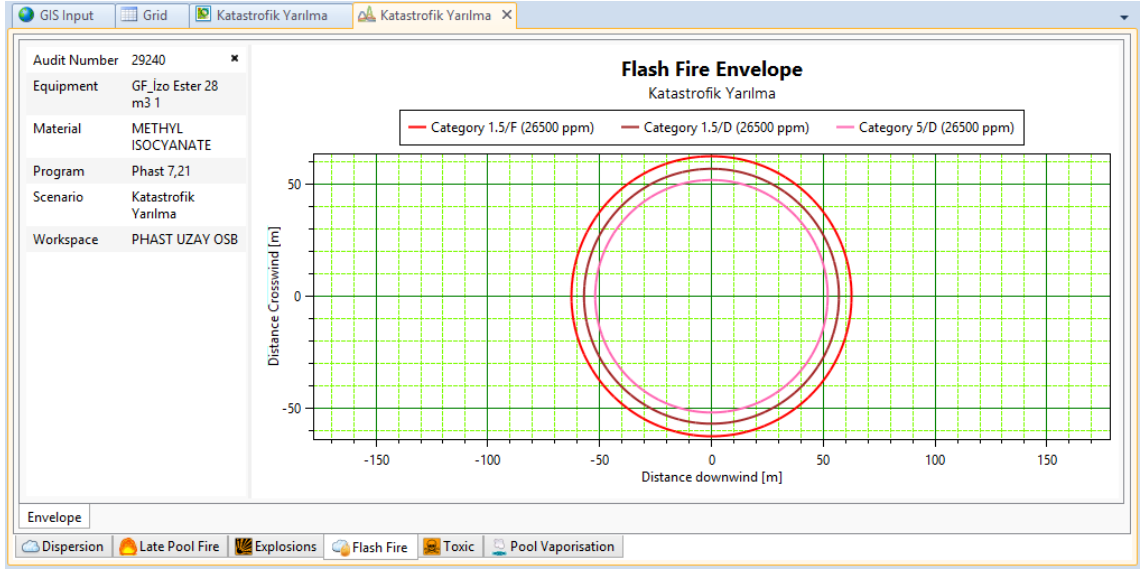 GIS Input Grid Katastrofik Yarılma Katastrofik Yarılma
Audit Number 29240
Equipment GF_İzo Ester 28
m3 1
Material METHYL
ISOCYANATE
Program Phast 7,21
Scenario Katastrofik
Yarılma
Workspace PHAST UZAY OSB
Flash Fire Envelope
Katastrofik Yarılma
Category 1.5/F (26500 ppm) Category 1.5/D (26500 ppm) Category 5/D (26500 ppm)
Distance Crosswind [m]
50
0
-50
-150 -100 -50 0 50 100 150
Distance downwind [m]
Envelope
Dispersion Late Pool Fire Explosions Flash Fire Toxic Pool Vaporisation